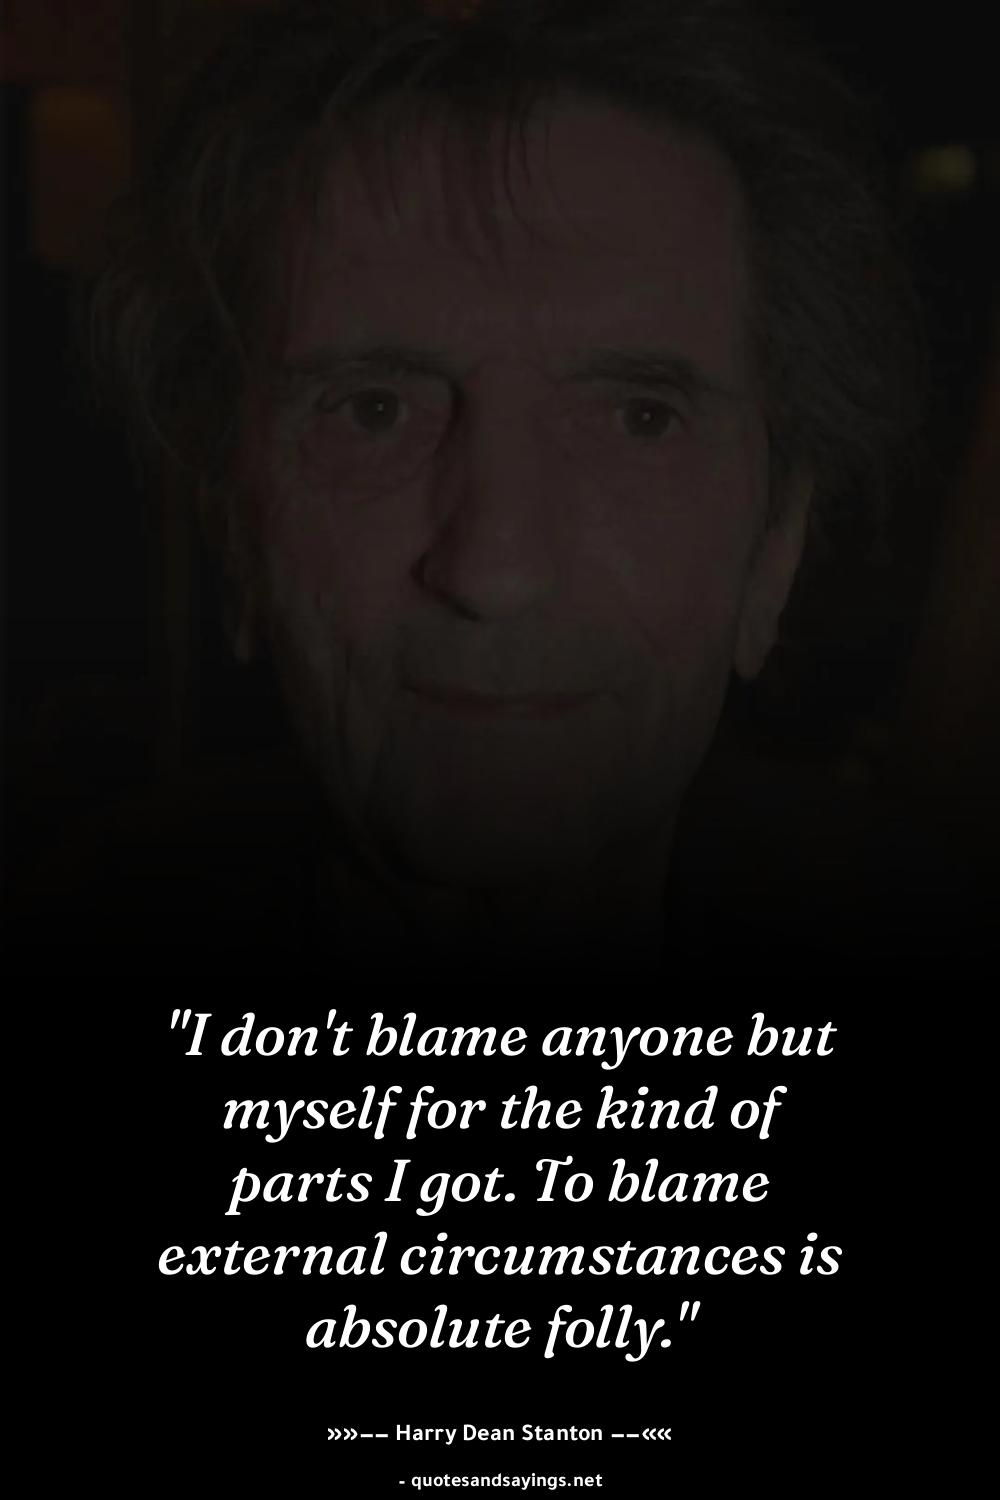 "I don't blame anyone but
myself for the kind of
parts I got. To blame
external circumstances is
absolute folly."
»»−− Harry Dean Stanton −−««
- quotesandsayings.net